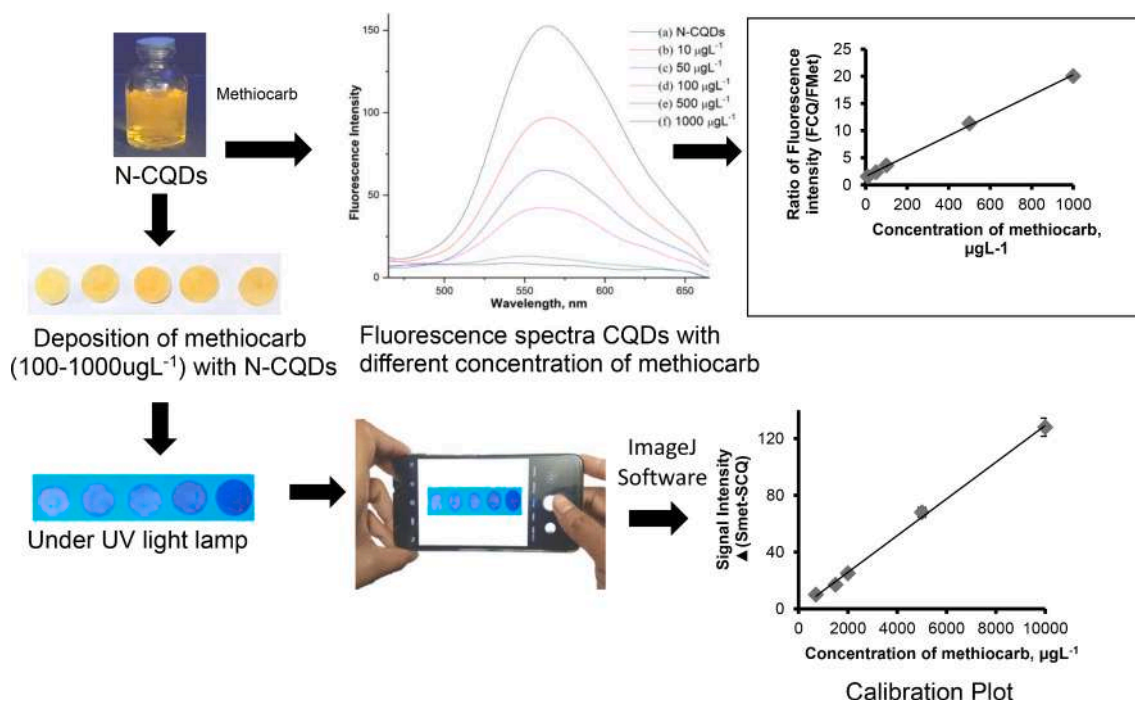 Methiocarb
N-CQDs
Deposition of methiocarb
(100-1000ugL⁻¹) with N-CQDs
Under UV light lamp
150
100
50
0
Fluorescence Intensity
500
550
600
650
Wavelength, nm
(a) N-CQDs
(b) 10 µgL⁻¹
(c) 50 µgL⁻¹
(d) 100 µgL⁻¹
(e) 500 µgL⁻¹
(f) 1000 µgL⁻¹
Fluorescence spectra CQDs with
different concentration of methiocarb
25
20
15
10
5
0
Ratio of Fluorescence
intensity (FCQ/FMet)
0
200
400
600
800
1000
Concentration of methiocarb,
µgL-1
ImageJ
Software
120
80
40
0
Signal Intensity
▲(Smet-SCQ)
0
2000
4000
6000
8000
10000
Concentration of methiocarb, µgL⁻¹
Calibration Plot